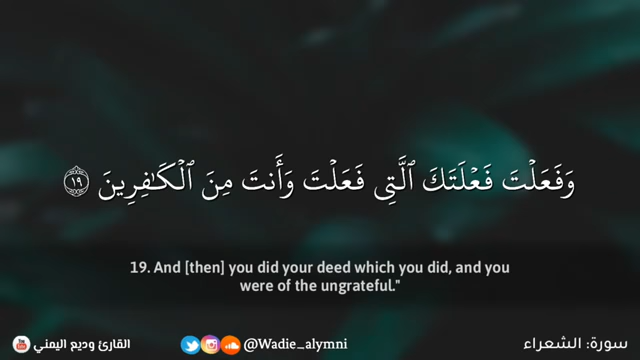 وَفَعَلْتَ فَعْلَتَكَ ٱلَّتِى فَعَلْتَ وَأَنتَ مِنَ ٱلْكَـٰفِرِينَ ١٩
19. And [then] you did your deed which you did, and you
were of the ungrateful."
القارئ وديع اليمني
@Wadie_alymni
سورة: الشعراء